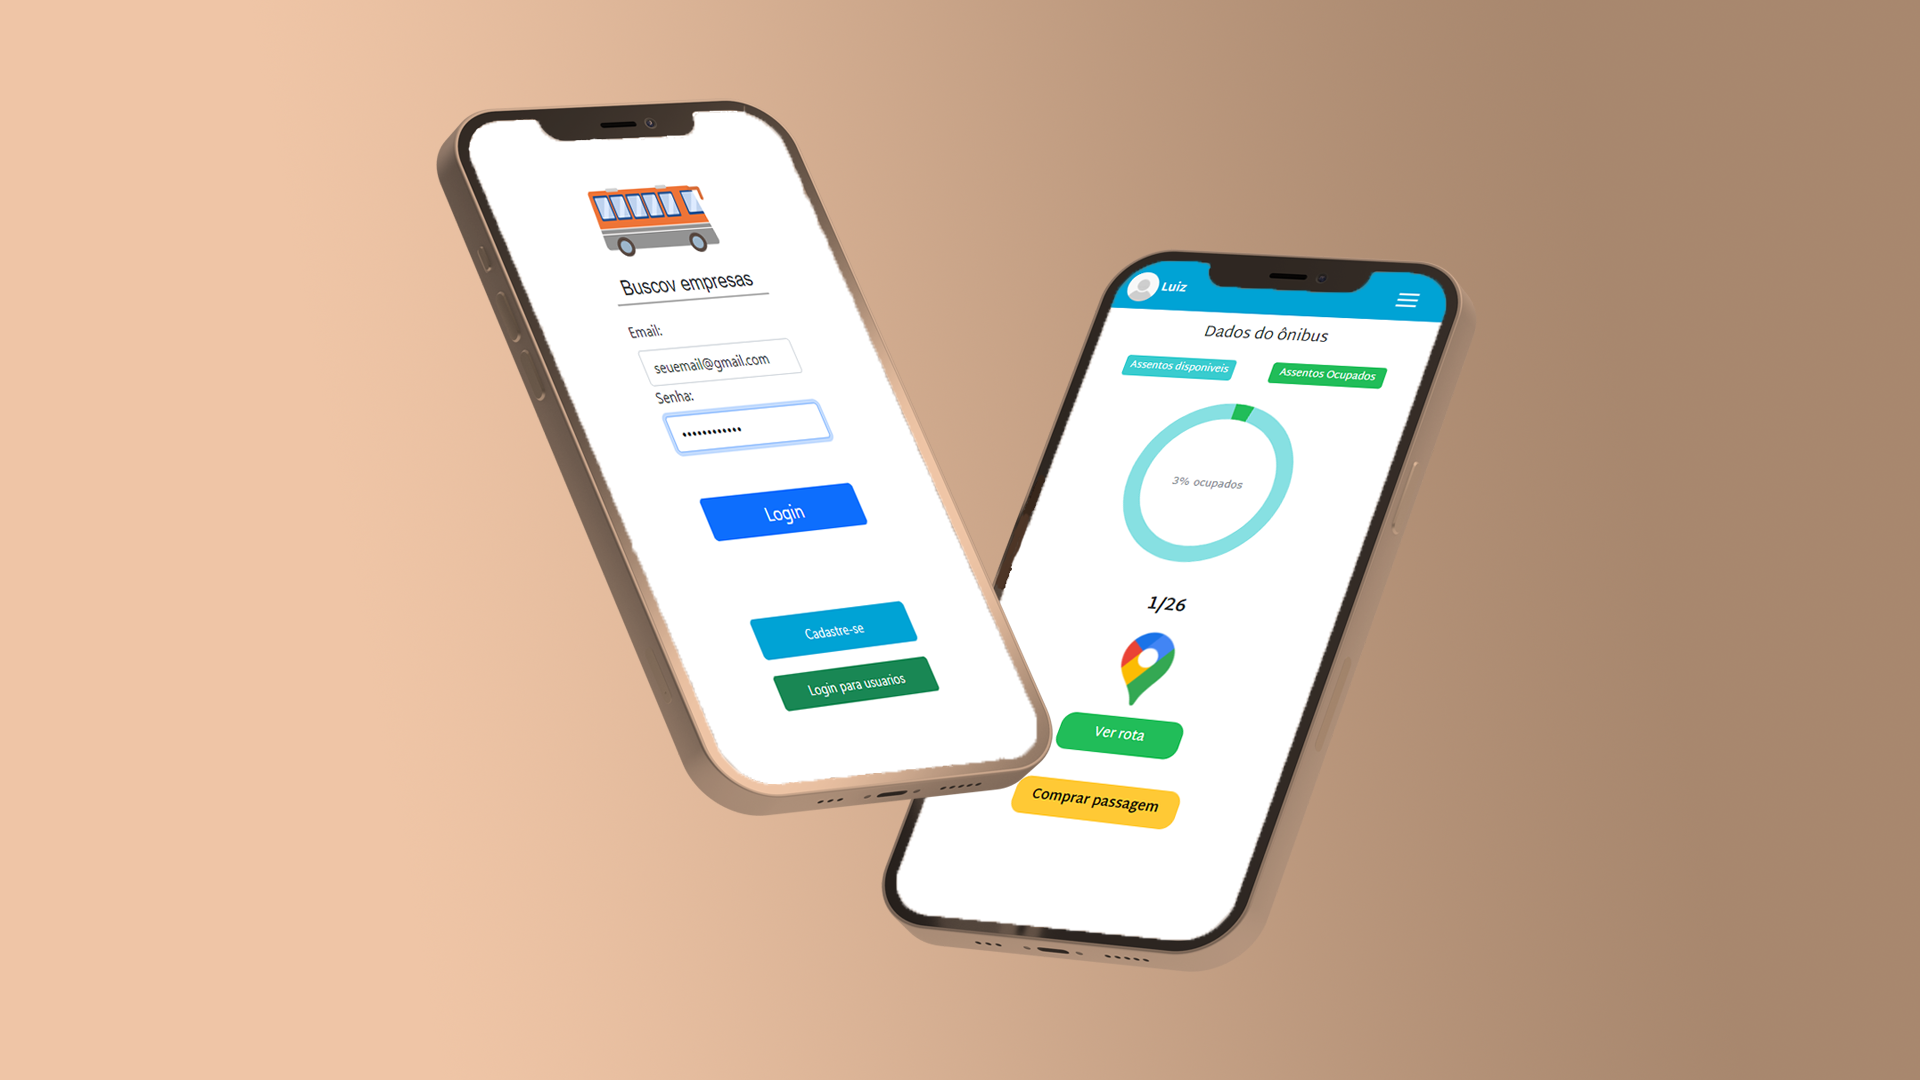 Buscov empresas
Email:
seuemail@gmail.com
Senha:
••••••••••••
Login
Cadastre-se
Login para usuarios
Luiz
Dados do ônibus
Assentos disponiveis
Assentos Ocupados
3% ocupados
1/26
Ver rota
Comprar passagem